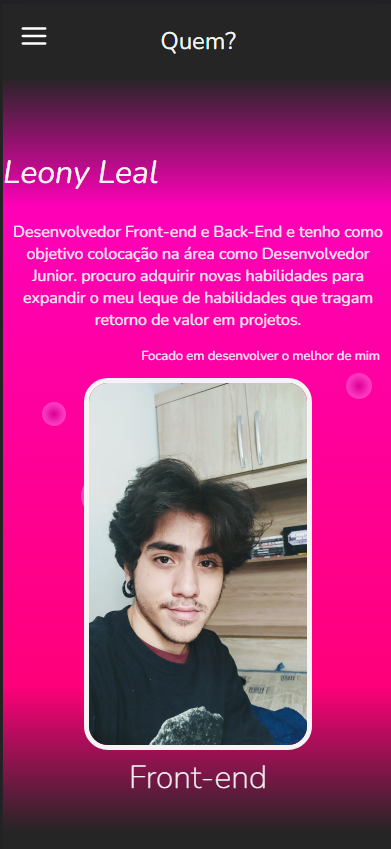 Quem?
Leony Leal
Desenvolvedor Front-end e Back-End e tenho como
objetivo colocação na área como Desenvolvedor
Junior. procuro adquirir novas habilidades para
expandir o meu leque de habilidades que tragam
retorno de valor em projetos.
Focado em desenvolver o melhor de mim
Front-end